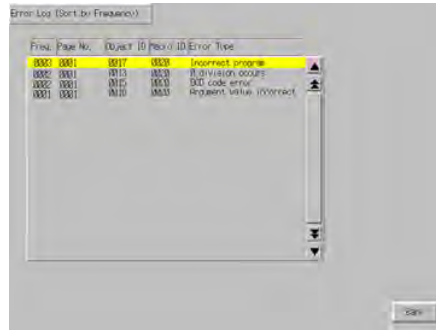 Error Log (Sort by Frequency)
Freq. Page No. Object ID Macro ID Error Type
0003 0001 0017 0020 Incorrect program
0002 0001 0013 0020 0 division occurs
0002 0001 0015 0020 BCD code error
0001 0001 0010 0020 Argument value incorrect